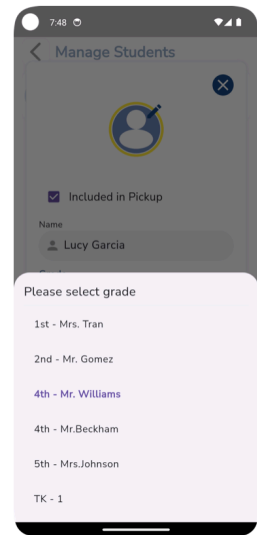 7:48
Manage Students
Included in Pickup
Name
Lucy Garcia
Please select grade
1st - Mrs. Tran
2nd - Mr. Gomez
4th - Mr. Williams
4th - Mr.Beckham
5th - Mrs.Johnson
TK - 1